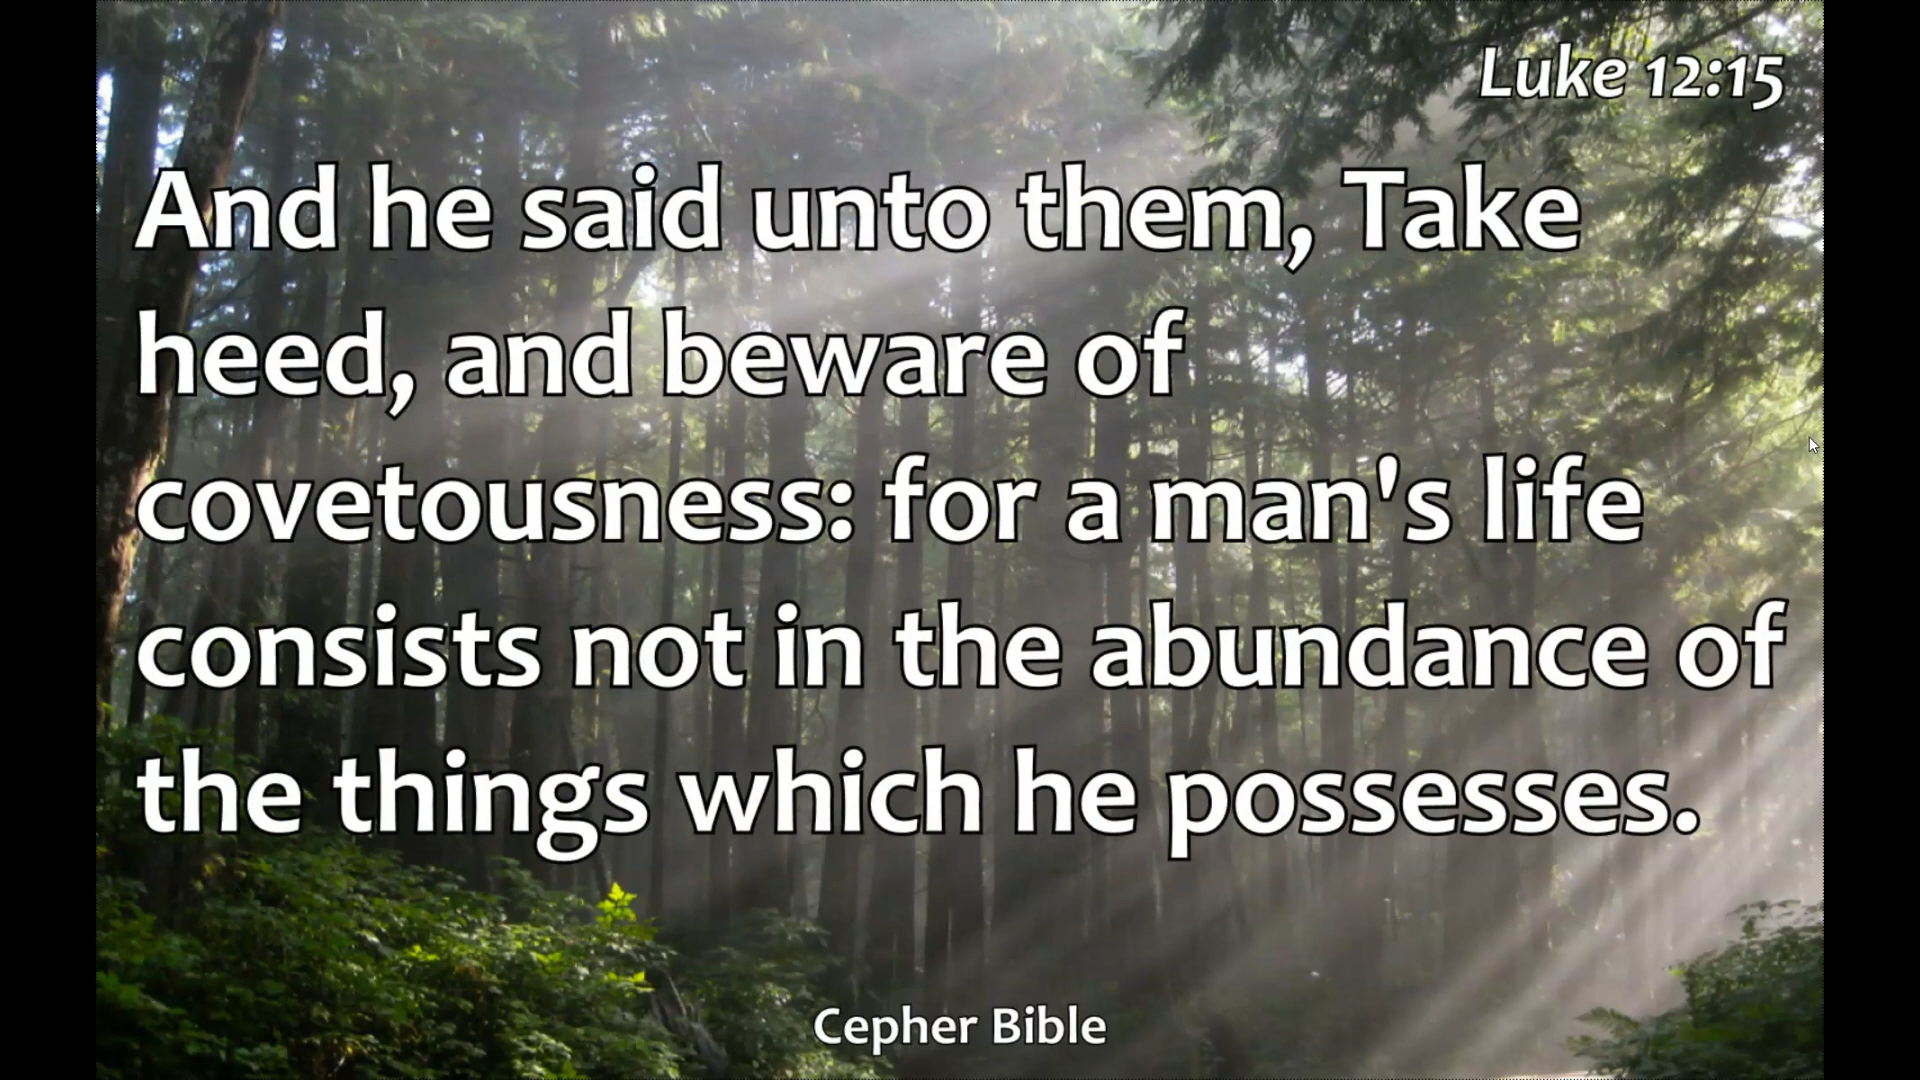 Luke 12:15
And he said unto them, Take
heed, and beware of
covetousness: for a man's life
consists not in the abundance of
the things which he possesses.
Cepher Bible